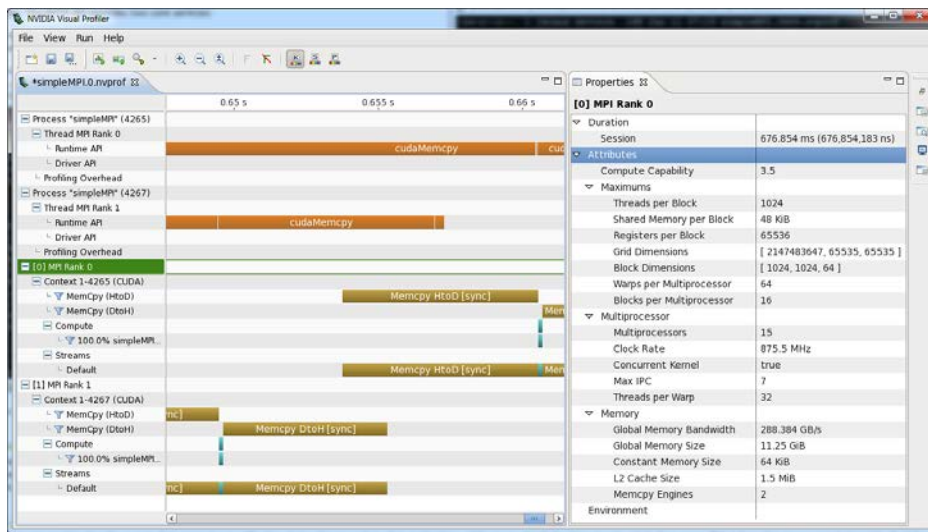 NVIDIA Visual Profiler
File View Run Help
*simpleMPI.0.nvprof
0.65 s 0.655 s 0.66 s
Process "simpleMPI" (4265)
Thread MPI Rank 0
Runtime API cudaMemcpy
Driver API
Profiling Overhead
Process "simpleMPI" (4267)
Thread MPI Rank 1
Runtime API cudaMemcpy
Driver API
Profiling Overhead
[0] MPI Rank 0
Context 1-4265 (CUDA)
MemCpy (HtoD) Memcpy HtoD [sync]
MemCpy (DtoH) Mem
Compute
100.0% simpleMPI...
Streams
Default Memcpy HtoD [sync] Mem
[1] MPI Rank 1
Context 1-4267 (CUDA)
MemCpy (HtoD) nc]
MemCpy (DtoH) Memcpy DtoH [sync]
Compute
100.0% simpleMPI...
Streams
Default nc] Memcpy DtoH [sync]
Properties
[0] MPI Rank 0
Duration
Session 676.854 ms (676,854,183 ns)
Attributes
Compute Capability 3.5
Maximums
Threads per Block 1024
Shared Memory per Block 48 KiB
Registers per Block 65536
Grid Dimensions [ 2147483647, 65535, 65535 ]
Block Dimensions [ 1024, 1024, 64 ]
Warps per Multiprocessor 64
Blocks per Multiprocessor 16
Multiprocessor
Multiprocessors 15
Clock Rate 875.5 MHz
Concurrent Kernel true
Max IPC 7
Threads per Warp 32
Memory
Global Memory Bandwidth 288.384 GB/s
Global Memory Size 11.25 GiB
Constant Memory Size 64 KiB
L2 Cache Size 1.5 MiB
Memcpy Engines 2
Environment